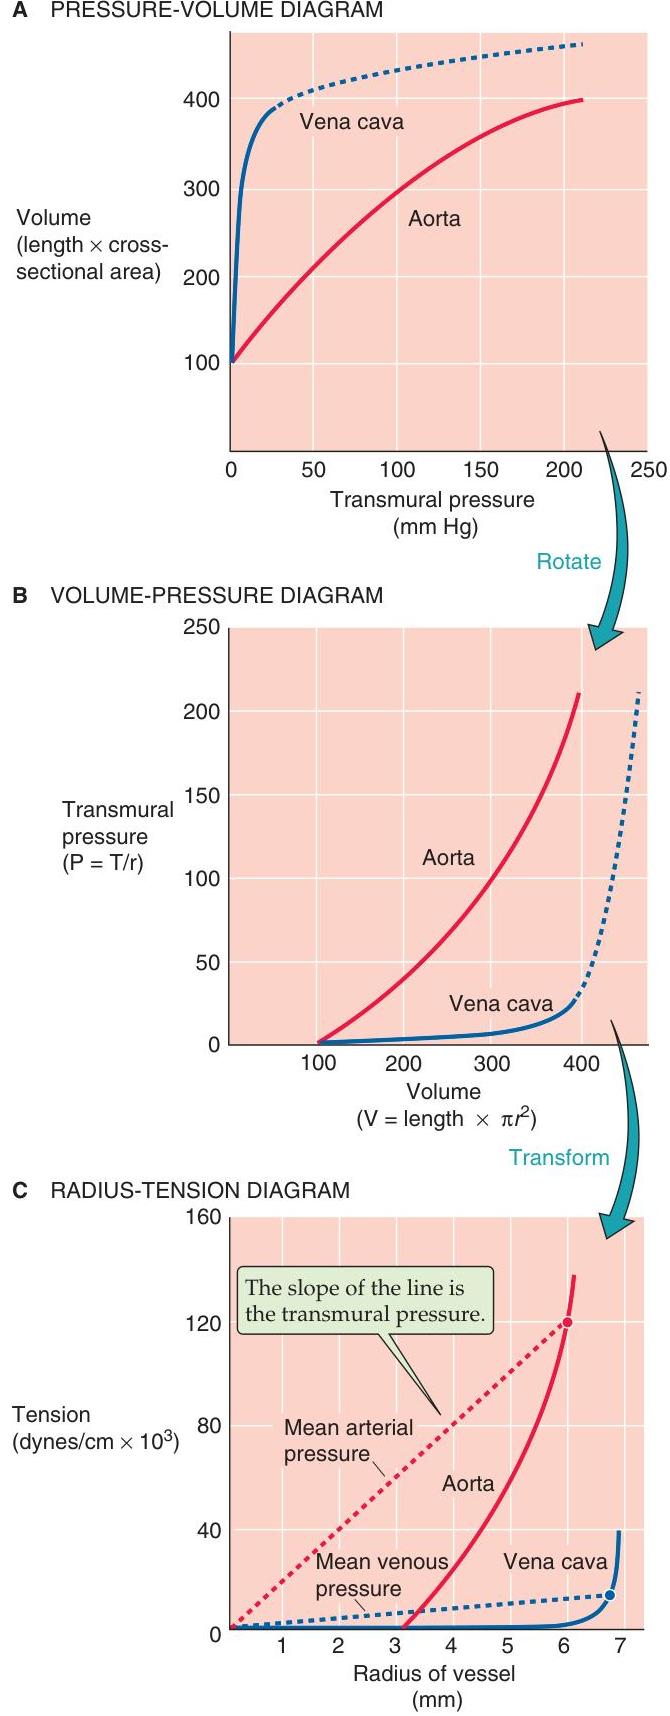 A PRESSURE-VOLUME DIAGRAM
400
300
200
100
Volume
(length × cross-
sectional area)
Vena cava
Aorta
0 50 100 150 200 250
Transmural pressure
(mm Hg)
Rotate
B VOLUME-PRESSURE DIAGRAM
250
200
150
100
50
0
Transmural
pressure
(P = T/r)
Aorta
Vena cava
100 200 300 400
Volume
(V = length × πr²)
Transform
C RADIUS-TENSION DIAGRAM
160
120
80
40
0
The slope of the line is
the transmural pressure.
Tension
(dynes/cm × 10³)
Mean arterial
pressure
Aorta
Mean venous
pressure
Vena cava
1 2 3 4 5 6 7
Radius of vessel
(mm)